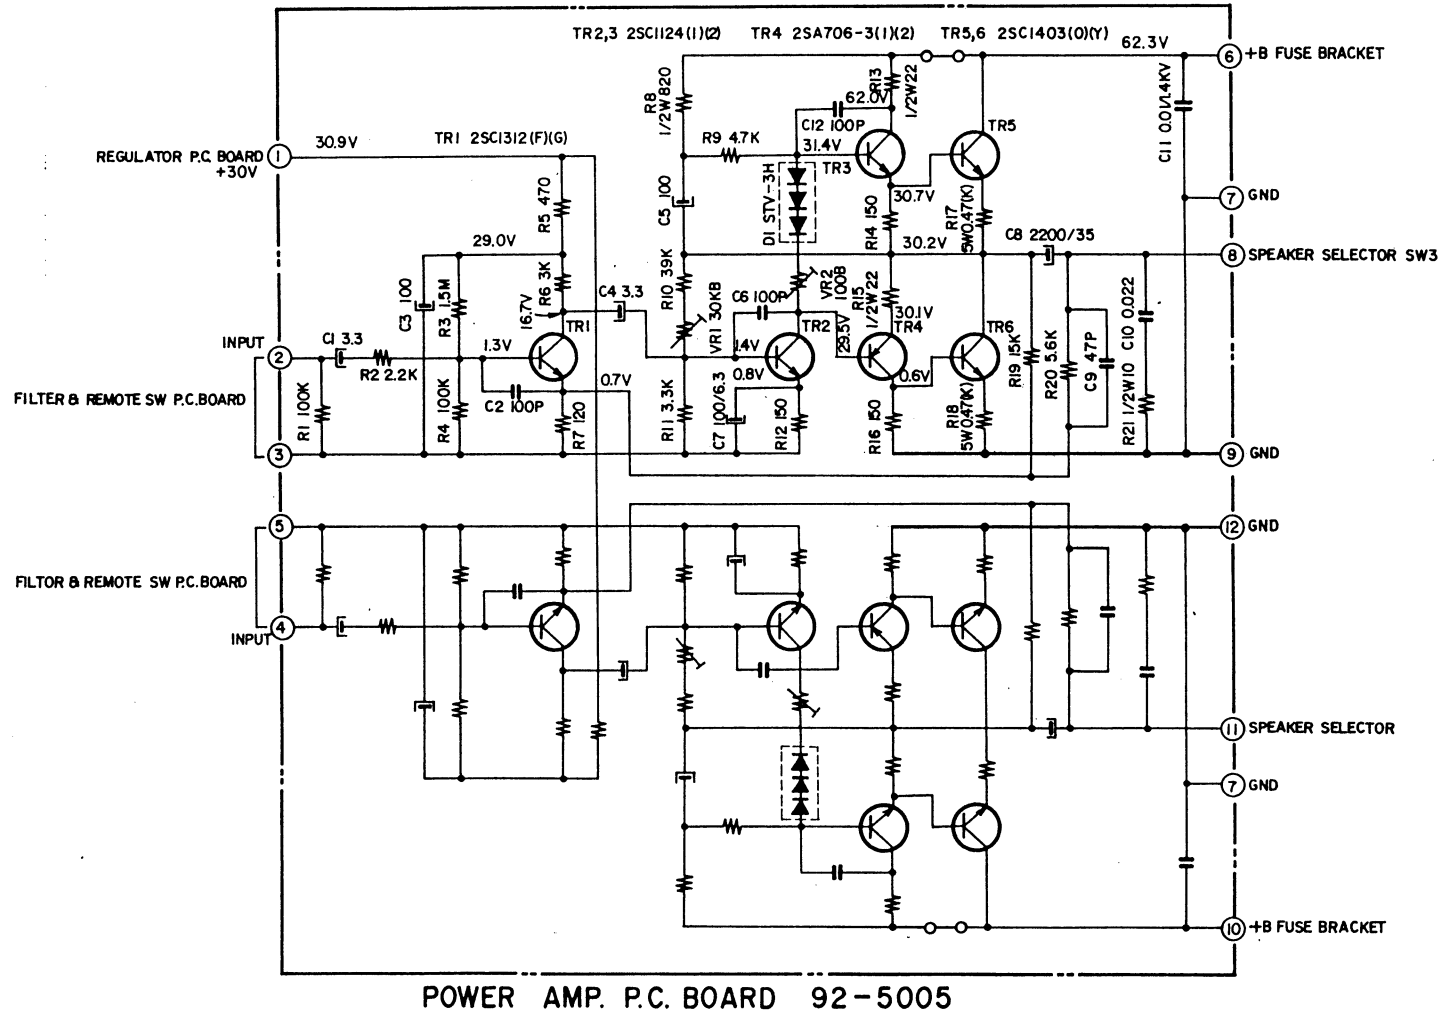 TR2,3 2SC1124(1)(2) TR4 2SA706-3(1)(2) TR5,6 2SC1403(0)(Y)
62.3V
6 +B FUSE BRACKET
R8 1/2W 820
R13 1/2W 22
62.0V
C12 100P
C11 0.01/1.4KV
30.9V
TR1 2SC1312(F)(G)
R9 4.7K
31.4V
TR3
TR5
REGULATOR P.C. BOARD 1
+30V
R5 470
C5 100
D1 STV-3H
30.7V
R14 150
R17 5W0.47(K)
7 GND
29.0V
30.2V
C8 2200/35
8 SPEAKER SELECTOR SW3
C3 100
R3 1.5M
R6 3K
C4 3.3
R10 39K
C6 100P
VR2 100B
R15 1/2W 22
16.7V
TR1
VR1 30KB
TR2
30.1V
TR4
TR6
29.5V
INPUT
2
C1 3.3
R2 2.2K
1.3V
1.4V
0.8V
0.6V
R19 15K
R20 5.6K
C9 47P
R21 1/2W10 C10 0.022
FILTER & REMOTE SW P.C.BOARD
R1 100K
R4 100K
C2 100P
0.7V
R7 120
R11 3.3K
C7 100/6.3
R12 150
R16 150
R18 5W0.47(K)
3
9 GND
5
12 GND
FILTOR & REMOTE SW P.C.BOARD
4
INPUT
11 SPEAKER SELECTOR
7 GND
10 +B FUSE BRACKET
POWER AMP. P.C. BOARD 92-5005